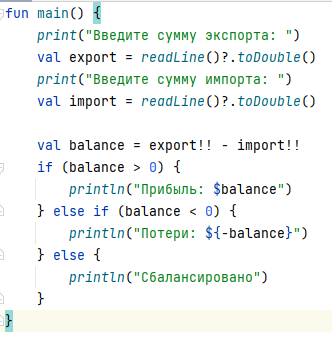 fun main() {
    print("Введите сумму экспорта: ")
    val export = readLine()?.toDouble()
    print("Введите сумму импорта: ")
    val import = readLine()?.toDouble()

    val balance = export!! - import!!
    if (balance > 0) {
        println("Прибыль: $balance")
    } else if (balance < 0) {
        println("Потери: ${-balance}")
    } else {
        println("Сбалансировано")
    }
}